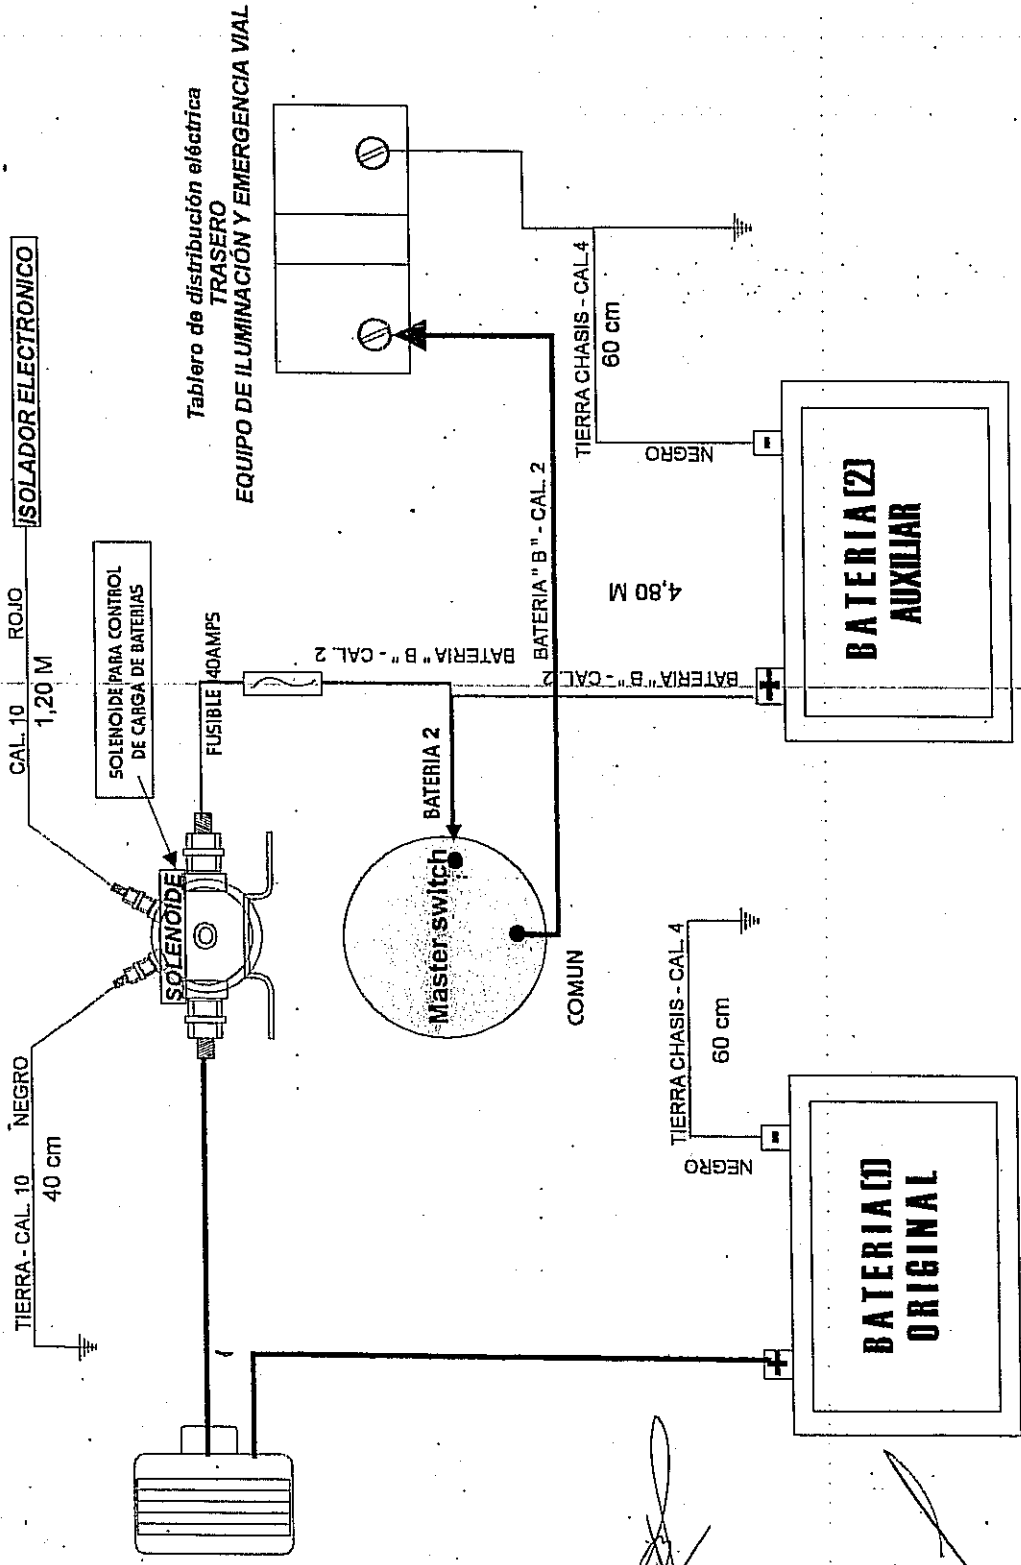 ISOLADOR ELECTRONICO
CAL. 10 ROJO
1,20 M
TIERRA - CAL. 10 NEGRO
40 cm
SOLENOIDE PARA CONTROL
DE CARGA DE BATERIAS
SOLENOIDE
FUSIBLE 40AMPS
Tablero de distribución eléctrica
TRASERO
EQUIPO DE ILUMINACIÓN Y EMERGENCIA VIAL
BATERIA " B " - CAL. 2
BATERIA 2
Master switch
COMUN
BATERIA " B " - CAL. 2
BATERIA " B " - CAL. 2
4,80 M
TIERRA CHASIS - CAL.4
60 cm
NEGRO
TIERRA CHASIS - CAL. 4
60 cm
NEGRO
+
-
BATERIA (1)
ORIGINAL
+
-
BATERIA (2)
AUXILIAR